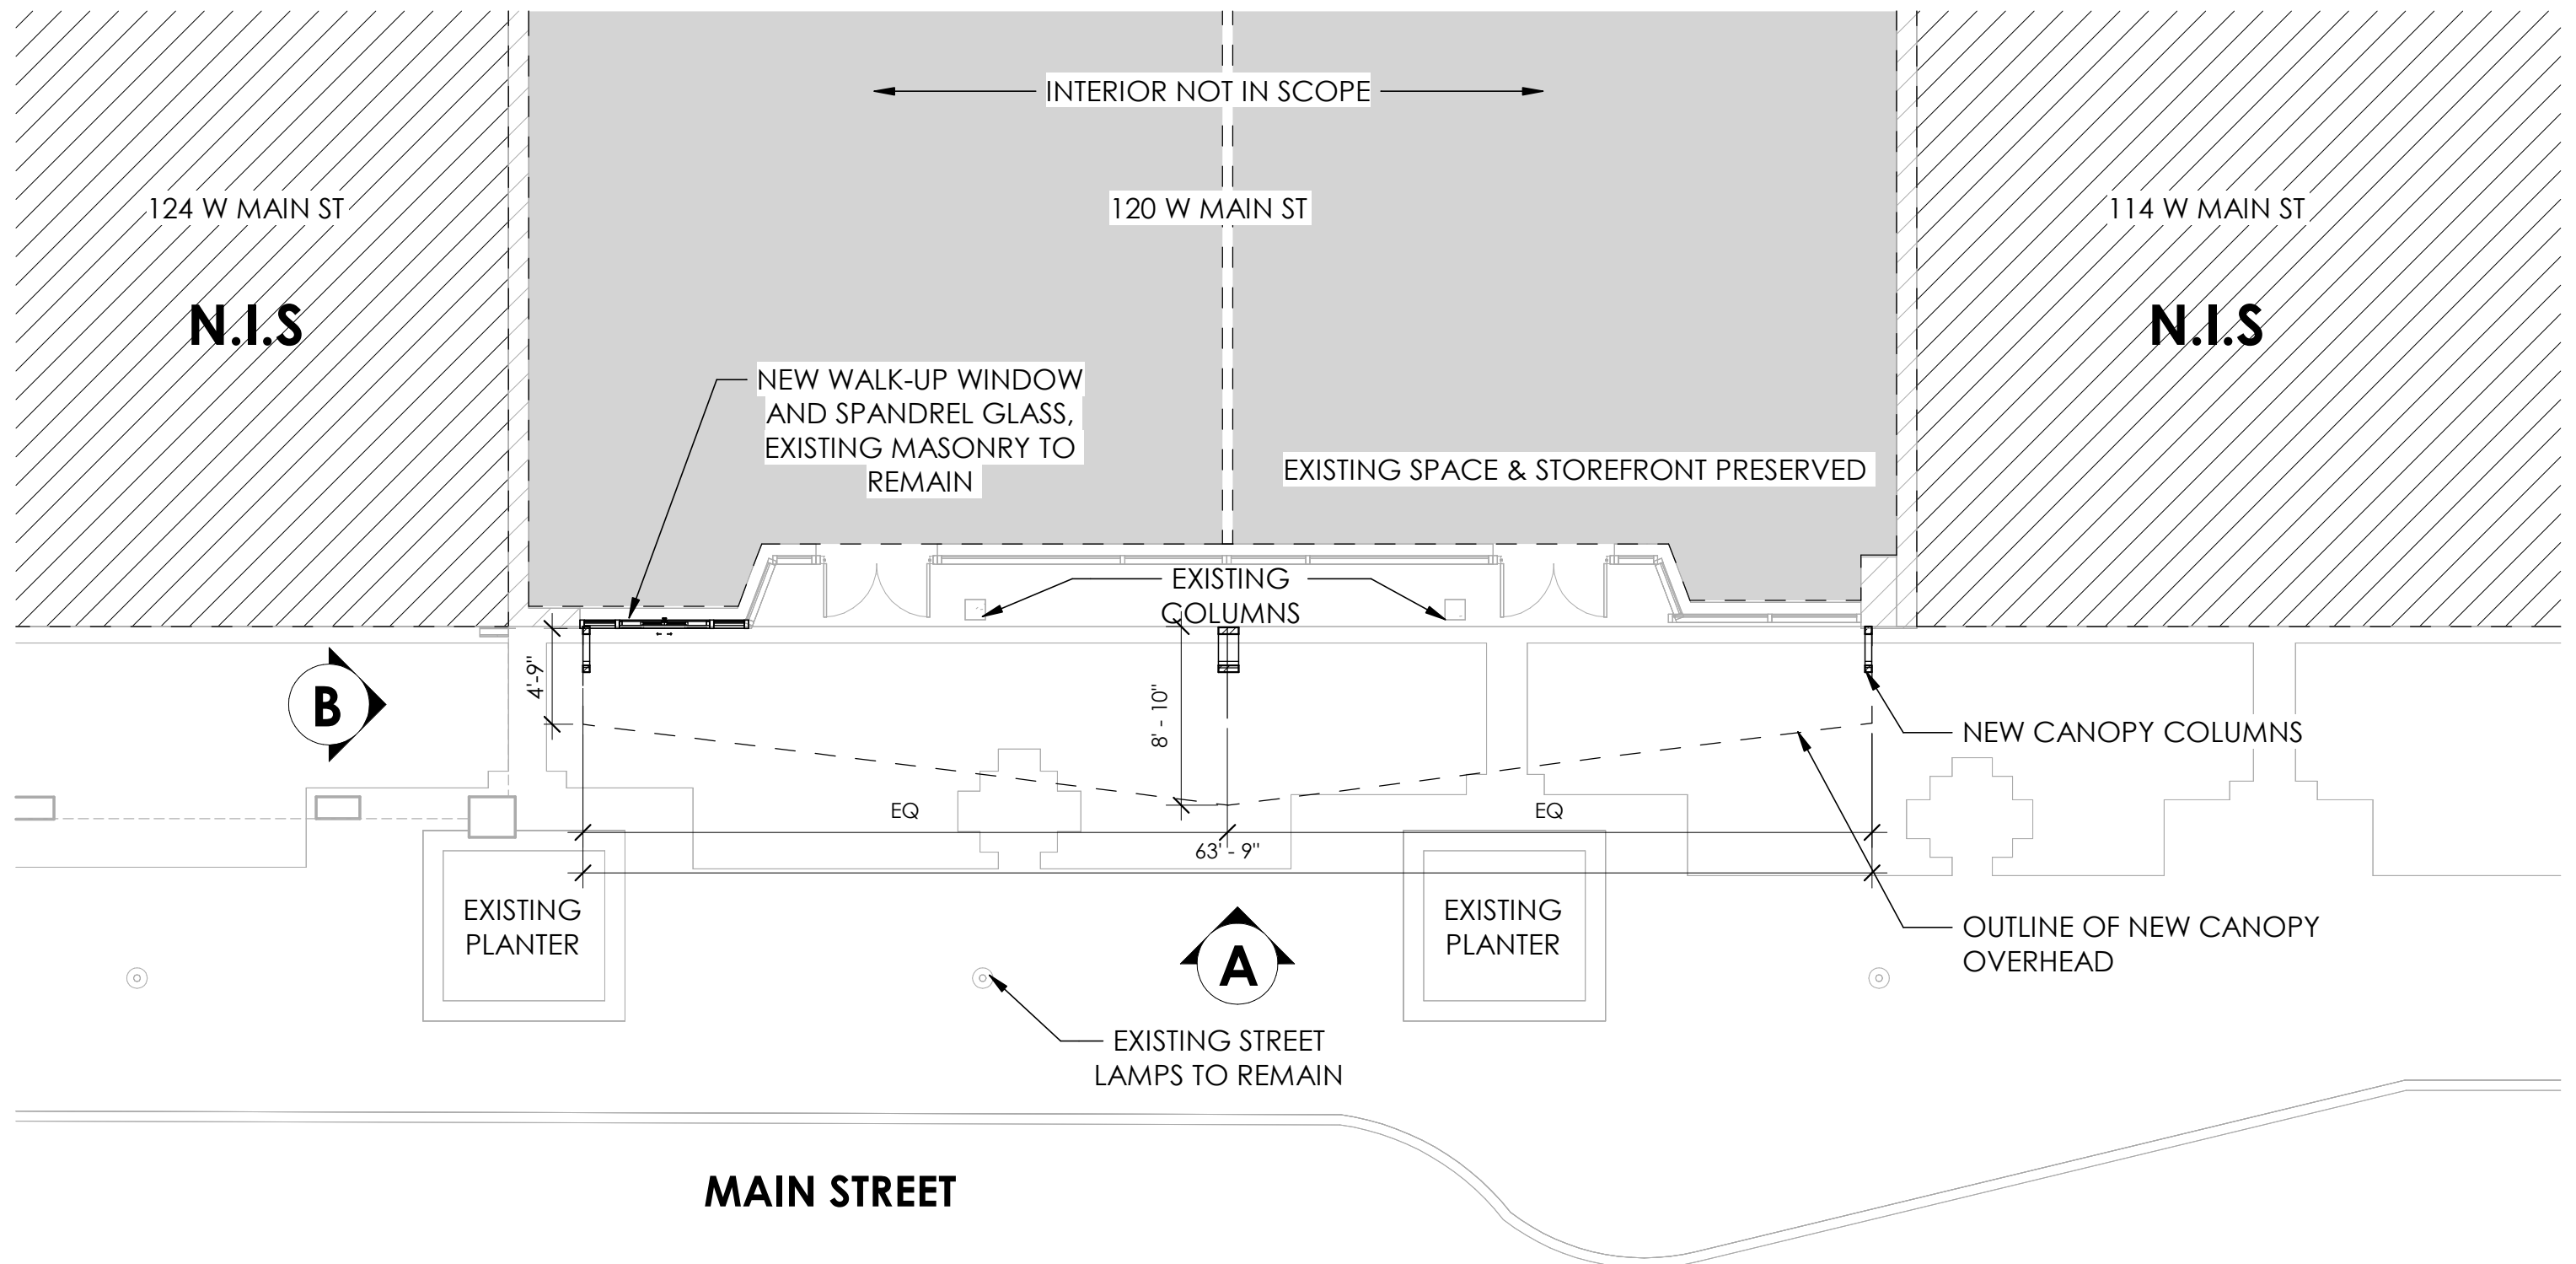 INTERIOR NOT IN SCOPE
124 W MAIN ST
120 W MAIN ST
114 W MAIN ST
N.I.S
N.I.S
NEW WALK-UP WINDOW
AND SPANDREL GLASS,
EXISTING MASONRY TO
REMAIN
EXISTING SPACE & STOREFRONT PRESERVED
EXISTING
COLUMNS
4'-9"
8' - 10"
B
NEW CANOPY COLUMNS
EQ
EQ
63' - 9"
EXISTING
PLANTER
EXISTING
PLANTER
A
OUTLINE OF NEW CANOPY
OVERHEAD
EXISTING STREET
LAMPS TO REMAIN
MAIN STREET